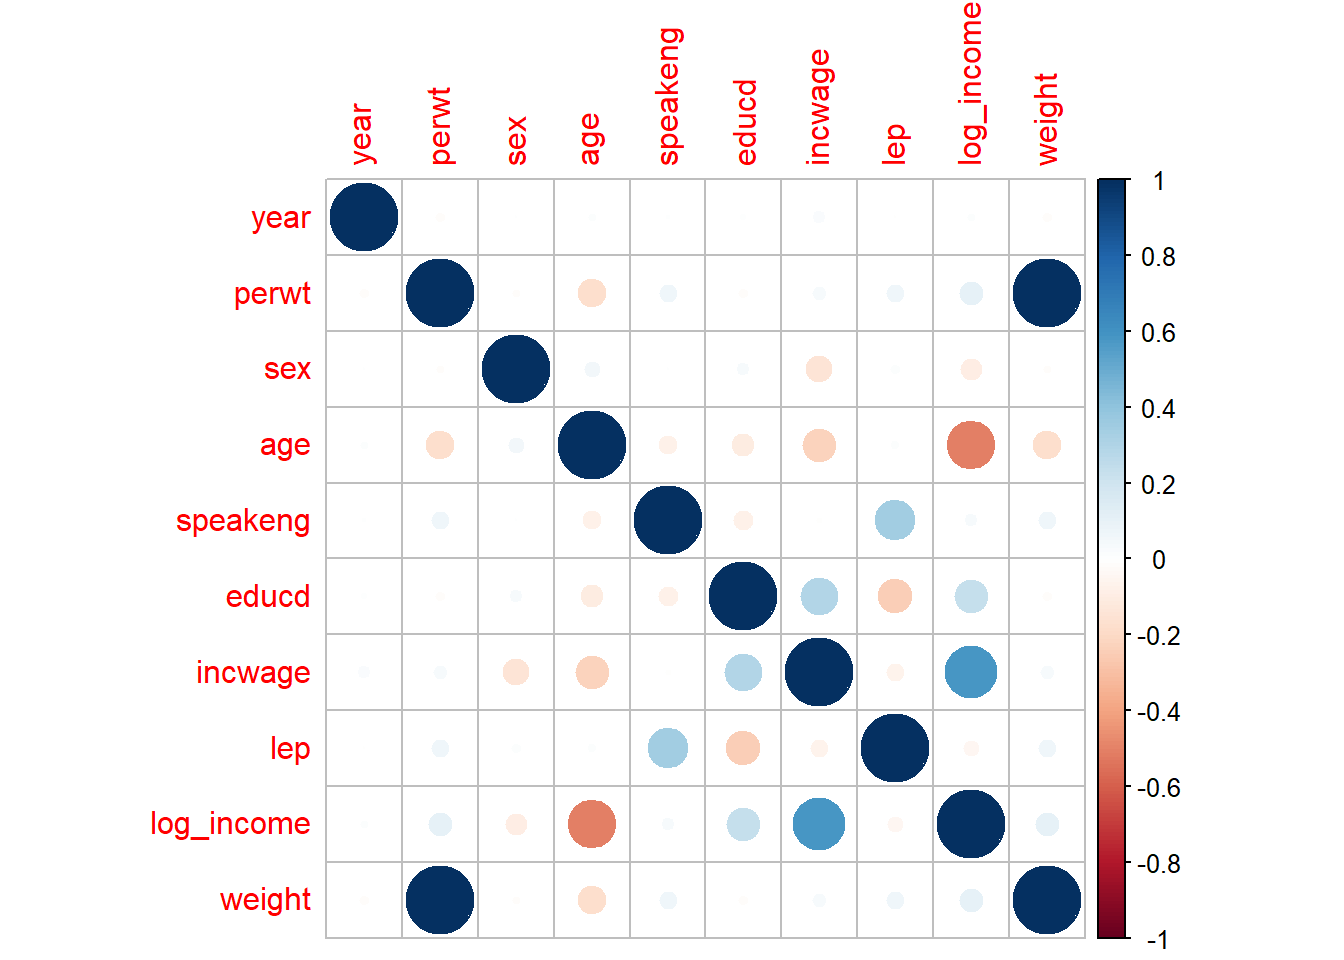 year
perwt
sex
age
speakeng
educd
incwage
lep
log_income
weight
year
perwt
sex
age
speakeng
educd
incwage
lep
log_income
weight
1
0.8
0.6
0.4
0.2
0
-0.2
-0.4
-0.6
-0.8
-1